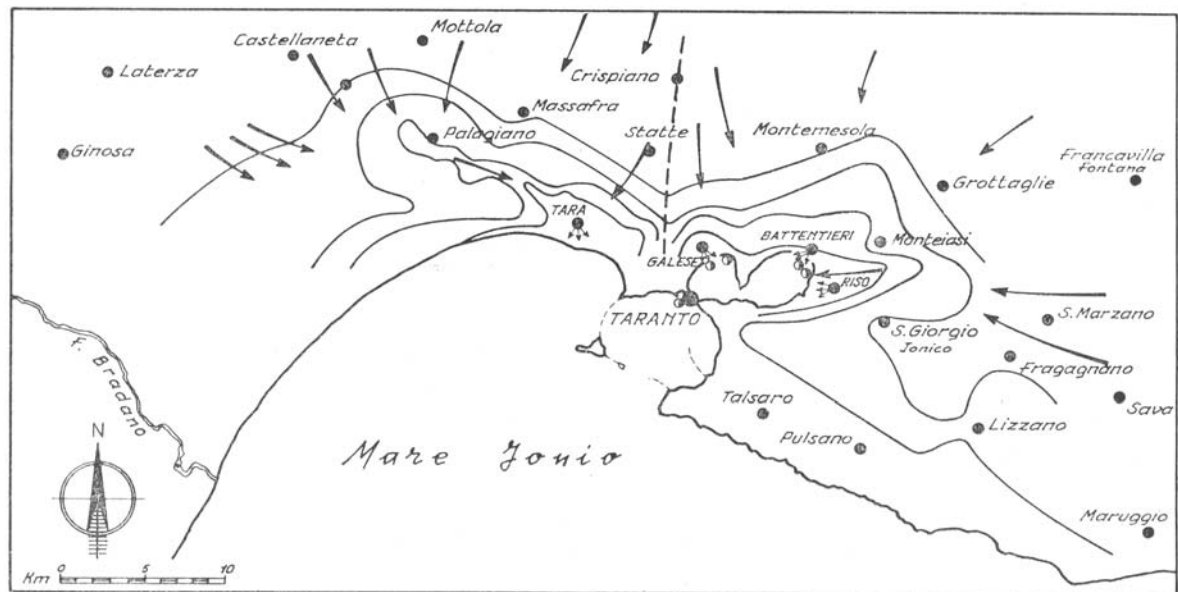 Mottola
Castellaneta
Laterza
Crispiano
Massafra
Palagiano
Statte
Montemesola
Ginosa
Francavilla
Fontana
Grottaglie
TARA
BATTENTIERI
Monteiasi
GALESE
RISO
TARANTO
S. Giorgio
Jonico
S. Marzano
Fragagnano
F. Bradano
Talsaro
Sava
Lizzano
Pulsano
Mare Jonio
N
Maruggio
Km 0 5 10